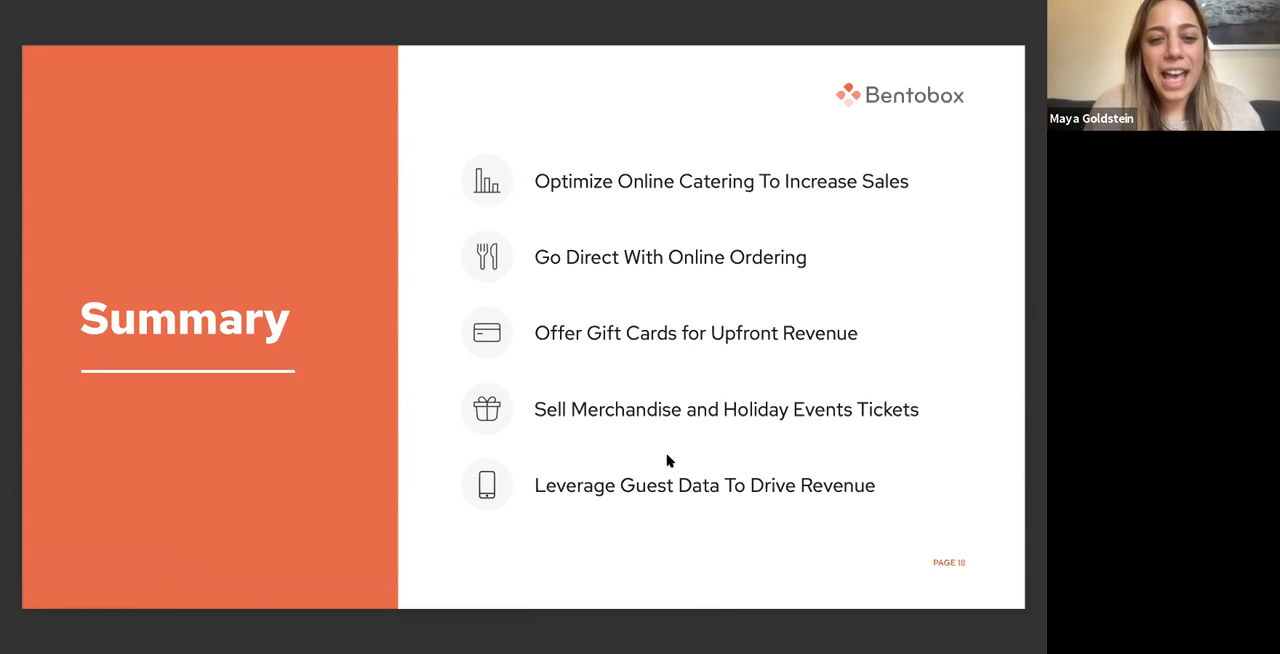 Summary
Bentobox
Optimize Online Catering To Increase Sales
Go Direct With Online Ordering
Offer Gift Cards for Upfront Revenue
Sell Merchandise and Holiday Events Tickets
Leverage Guest Data To Drive Revenue
PAGE 18
Maya Goldstein